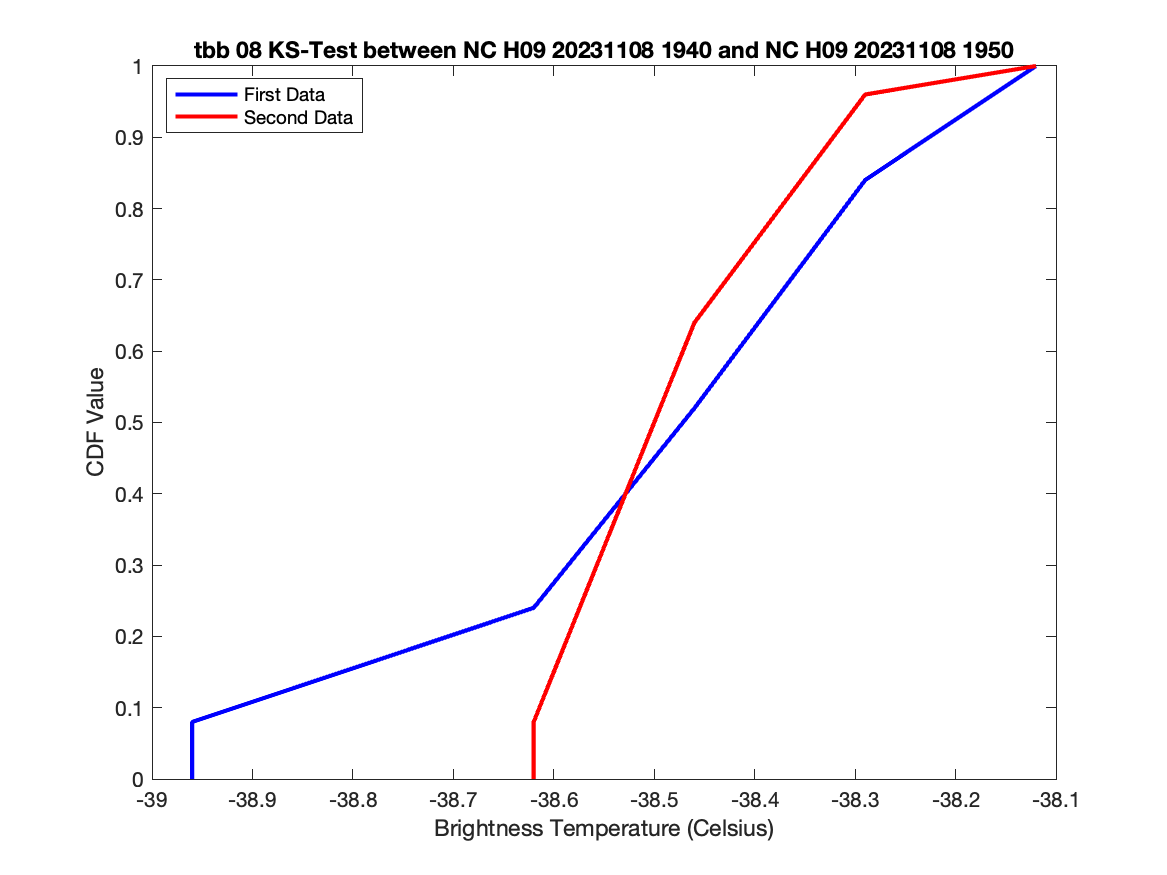 tbb 08 KS-Test between NC H09 20231108 1940 and NC H09 20231108 1950
First Data
Second Data
1
0.9
0.8
0.7
0.6
0.5
0.4
0.3
0.2
0.1
0
CDF Value
-39 -38.9 -38.8 -38.7 -38.6 -38.5 -38.4 -38.3 -38.2 -38.1
Brightness Temperature (Celsius)